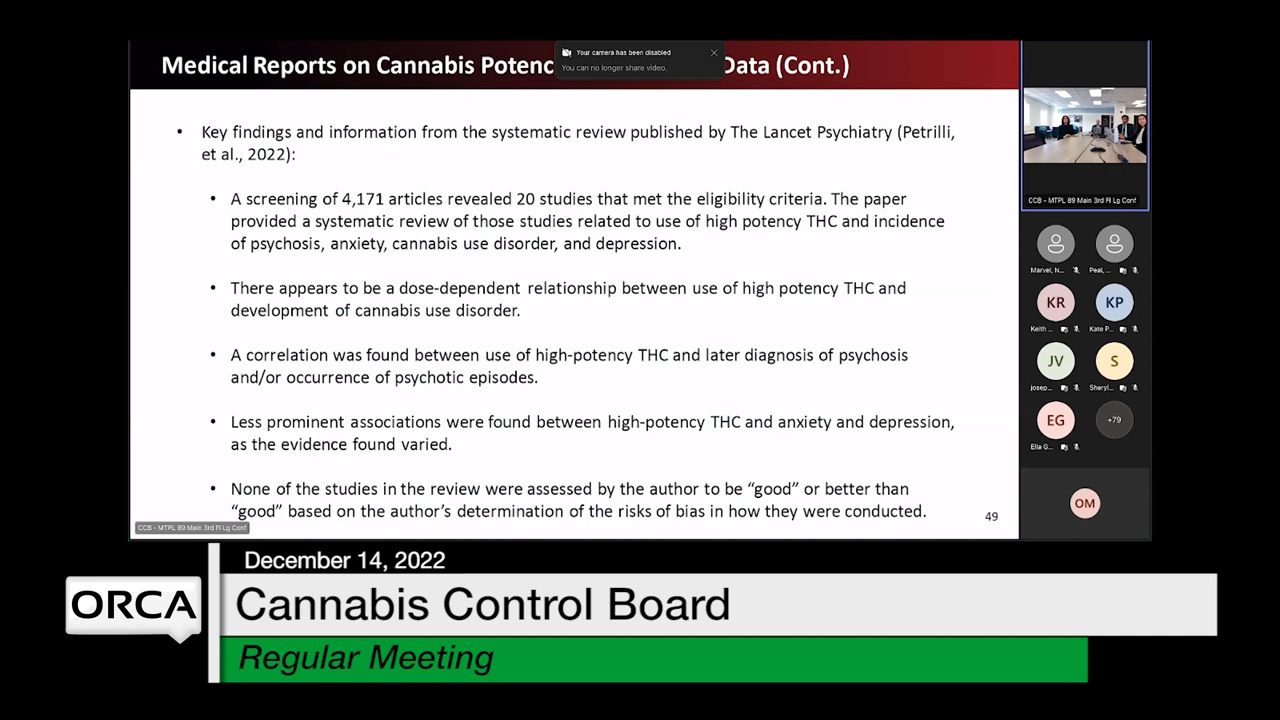 Medical Reports on Cannabis Potenc
Data (Cont.)
Your camera has been disabled
You can no longer share video.
• Key findings and information from the systematic review published by The Lancet Psychiatry (Petrilli,
et al., 2022):
• A screening of 4,171 articles revealed 20 studies that met the eligibility criteria. The paper
provided a systematic review of those studies related to use of high potency THC and incidence
of psychosis, anxiety, cannabis use disorder, and depression.
• There appears to be a dose-dependent relationship between use of high potency THC and
development of cannabis use disorder.
• A correlation was found between use of high-potency THC and later diagnosis of psychosis
and/or occurrence of psychotic episodes.
• Less prominent associations were found between high-potency THC and anxiety and depression,
as the evidence found varied.
• None of the studies in the review were assessed by the author to be “good” or better than
“good” based on the author’s determination of the risks of bias in how they were conducted.
49
CCB - MTPL 89 Main 3rd Fl Lg Conf
CCB - MTPL 89 Main 3rd Fl Lg Conf
Marvel, N...
Peal, ...
KR
KP
Keith ...
Kate P...
JV
S
josep...
Sheryl...
EG
+79
Ella G...
OM
December 14, 2022
ORCA
Cannabis Control Board
Regular Meeting